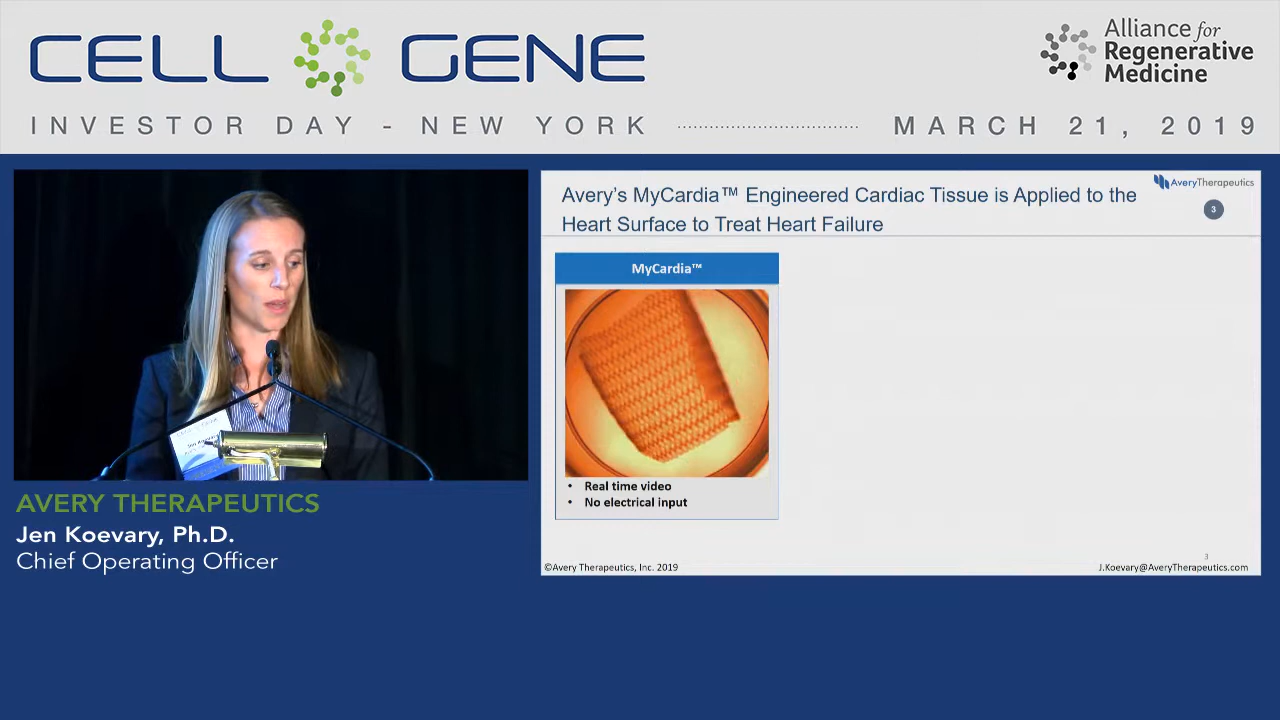 CELL GENE
Alliance for
Regenerative
Medicine
INVESTOR DAY - NEW YORK
MARCH 21, 2019
Avery's MyCardia™ Engineered Cardiac Tissue is Applied to the
Heart Surface to Treat Heart Failure
AveryTherapeutics
3
MyCardia™
• Real time video
• No electrical input
3
©Avery Therapeutics, Inc. 2019
J.Koevary@AveryTherapeutics.com
AVERY THERAPEUTICS
Jen Koevary, Ph.D.
Chief Operating Officer